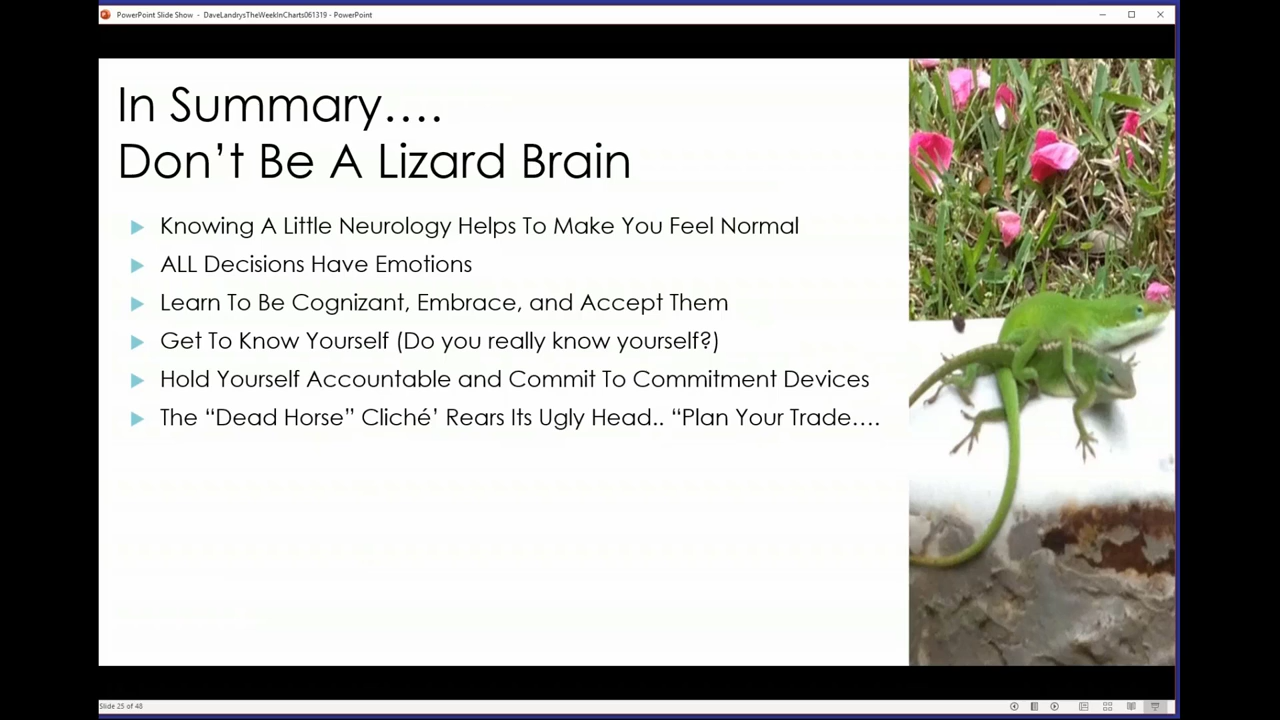 PowerPoint Slide Show - DaveLandrysTheWeekInCharts061319 - PowerPoint
In Summary....
Don't Be A Lizard Brain
Knowing A Little Neurology Helps To Make You Feel Normal
ALL Decisions Have Emotions
Learn To Be Cognizant, Embrace, and Accept Them
Get To Know Yourself (Do you really know yourself?)
Hold Yourself Accountable and Commit To Commitment Devices
The “Dead Horse” Cliché’ Rears Its Ugly Head.. “Plan Your Trade....
Slide 25 of 48